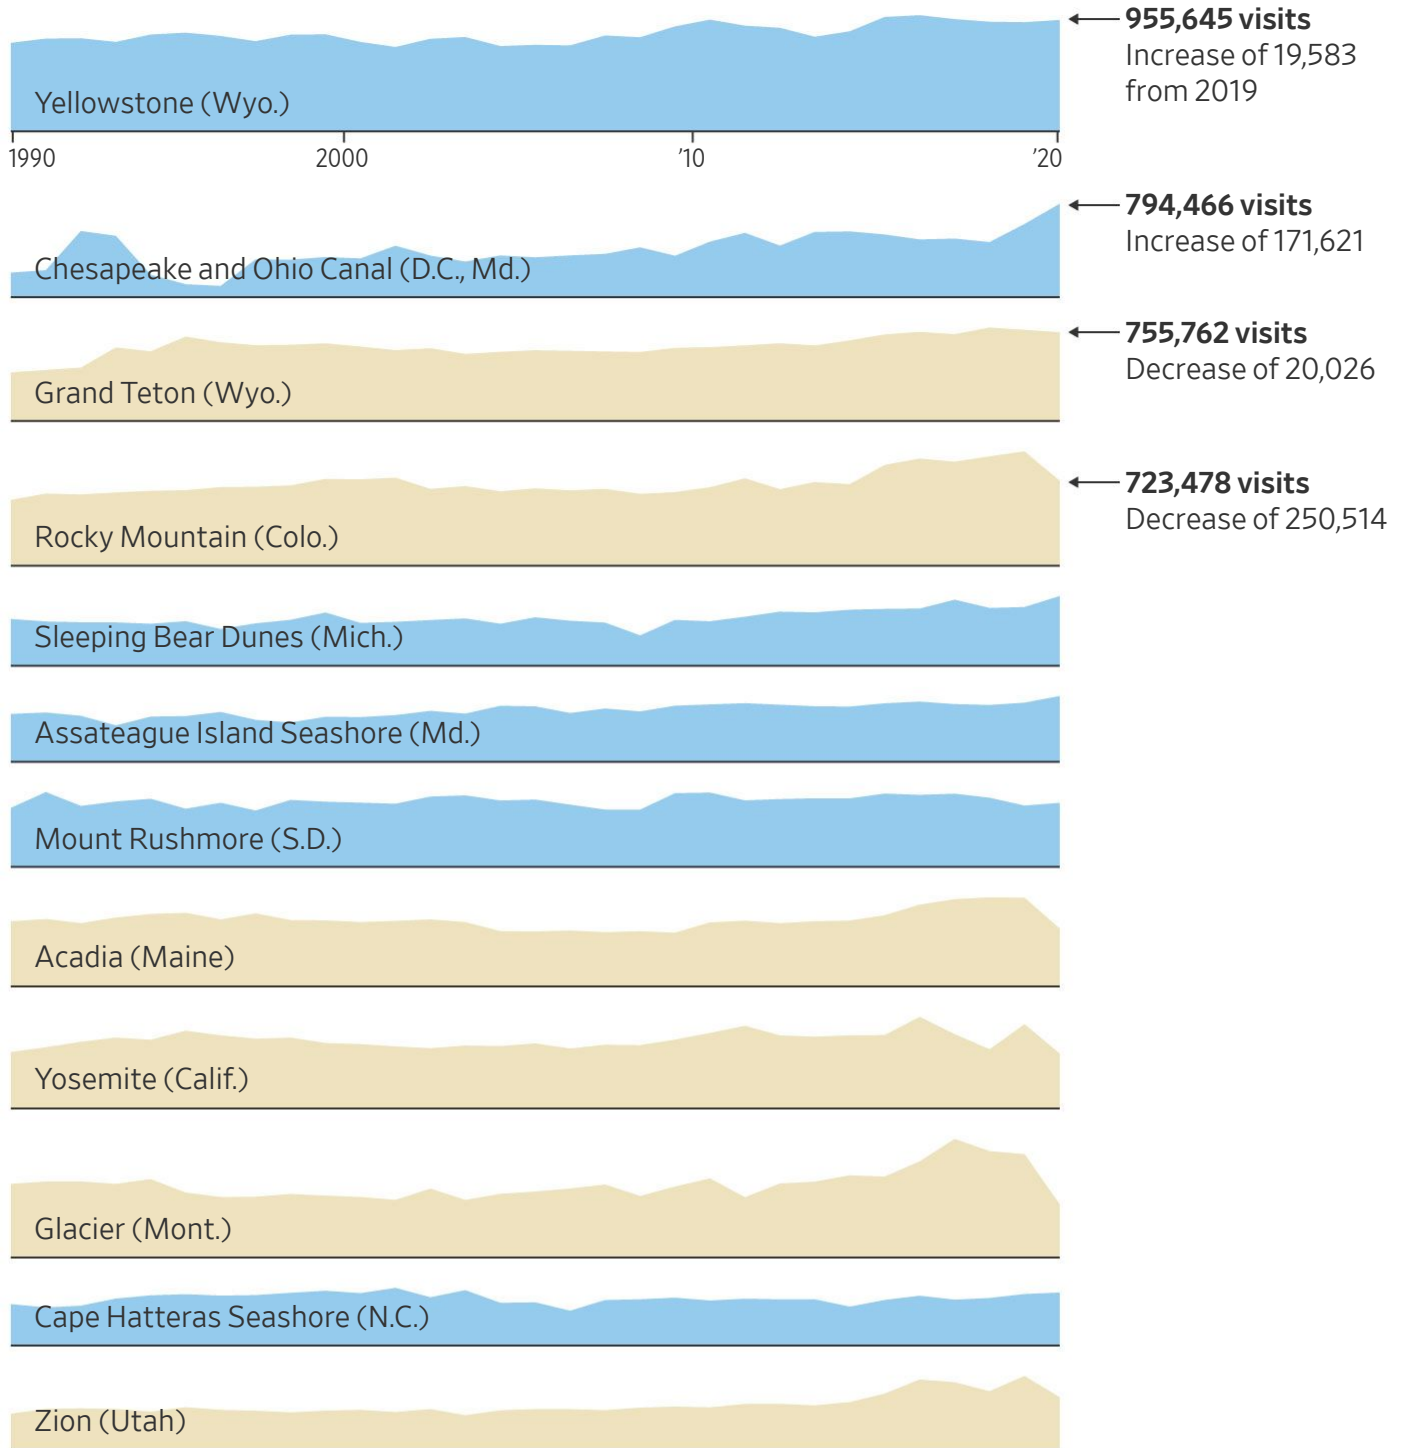 955,645 visits
Increase of 19,583
from 2019
Yellowstone (Wyo.)
1990 2000 ’10 ’20
794,466 visits
Increase of 171,621
Chesapeake and Ohio Canal (D.C., Md.)
755,762 visits
Decrease of 20,026
Grand Teton (Wyo.)
723,478 visits
Decrease of 250,514
Rocky Mountain (Colo.)
Sleeping Bear Dunes (Mich.)
Assateague Island Seashore (Md.)
Mount Rushmore (S.D.)
Acadia (Maine)
Yosemite (Calif.)
Glacier (Mont.)
Cape Hatteras Seashore (N.C.)
Zion (Utah)